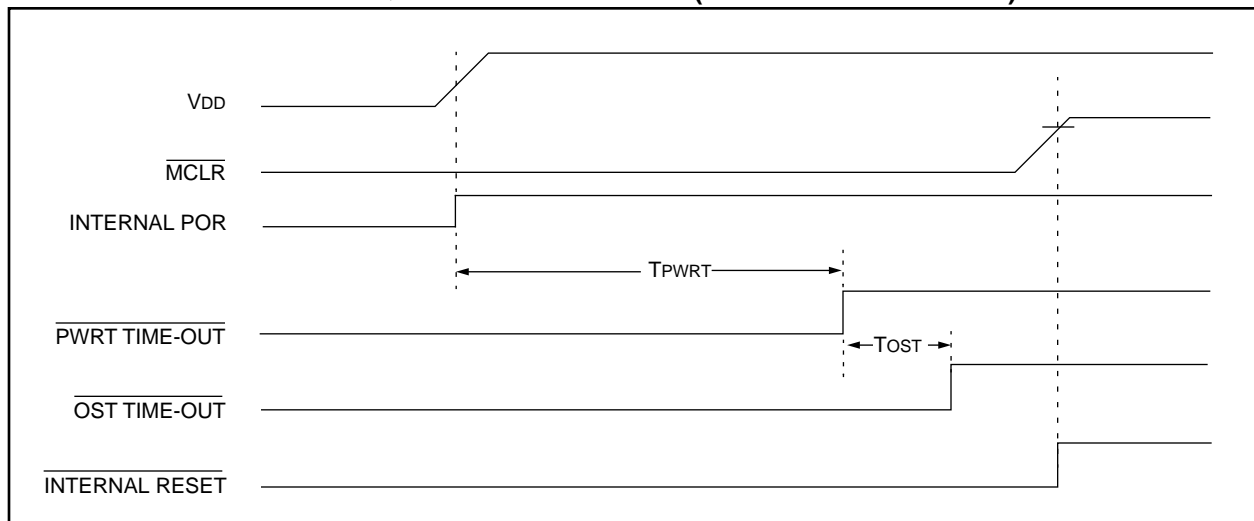 VDD
MCLR
INTERNAL POR
TPWRT
PWRT TIME-OUT
TOST
OST TIME-OUT
INTERNAL RESET